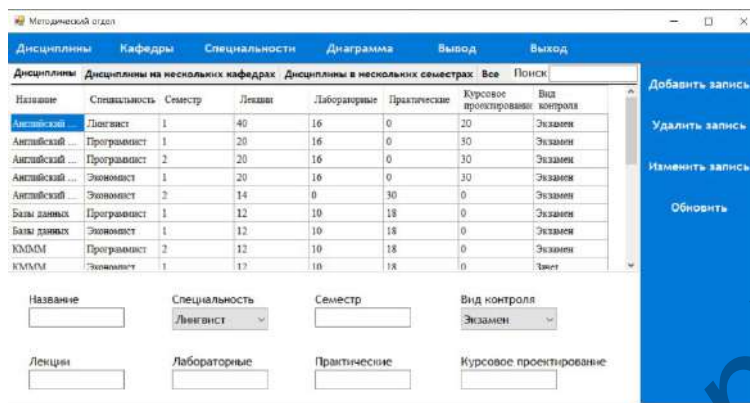 Методический отдел
Дисциплины Кафедры Специальности Диаграмма Вывод Выход
Дисциплины Дисциплины на нескольких кафедрах Дисциплины в нескольких семестрах Все Поиск
Добавить запись
Удалить запись
Изменить запись
Обновить
Название Специальность Семестр Лекции Лабораторные Практические Курсовое проектирование Вид контроля
Английский ... Лингвист 1 40 16 0 20 Экзамен
Английский ... Программист 1 20 16 0 30 Экзамен
Английский ... Программист 2 20 16 0 30 Экзамен
Английский ... Экономист 1 20 16 0 30 Экзамен
Английский ... Экономист 2 14 0 30 0 Экзамен
Базы данных Программист 1 12 10 18 0 Экзамен
Базы данных Экономист 1 12 10 18 0 Экзамен
КМММ Программист 2 12 10 18 0 Экзамен
КМММ Экономист 1 12 10 18 0 Зачет
Название Специальность Семестр Вид контроля
Лингвист Экзамен
Лекции Лабораторные Практические Курсовое проектирование